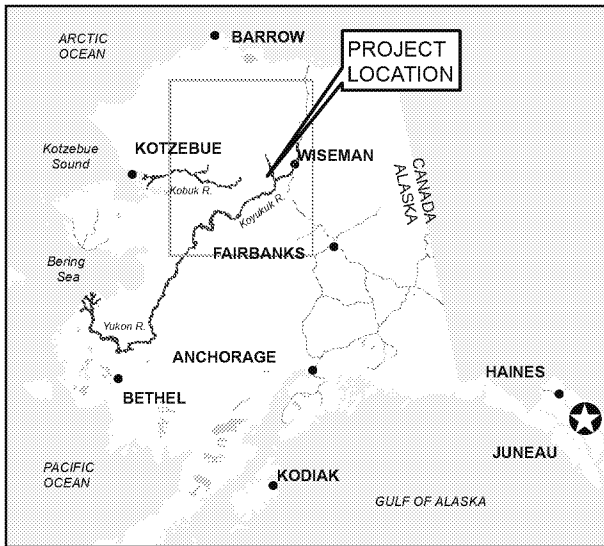 ARCTIC
OCEAN
BARROW
PROJECT
LOCATION
Kotzebue
Sound
KOTZEBUE
WISEMAN
Kobuk R.
Koyukuk R.
CANADA
ALASKA
FAIRBANKS
Bering
Sea
Yukon R.
ANCHORAGE
BETHEL
HAINES
JUNEAU
PACIFIC
OCEAN
KODIAK
GULF OF ALASKA